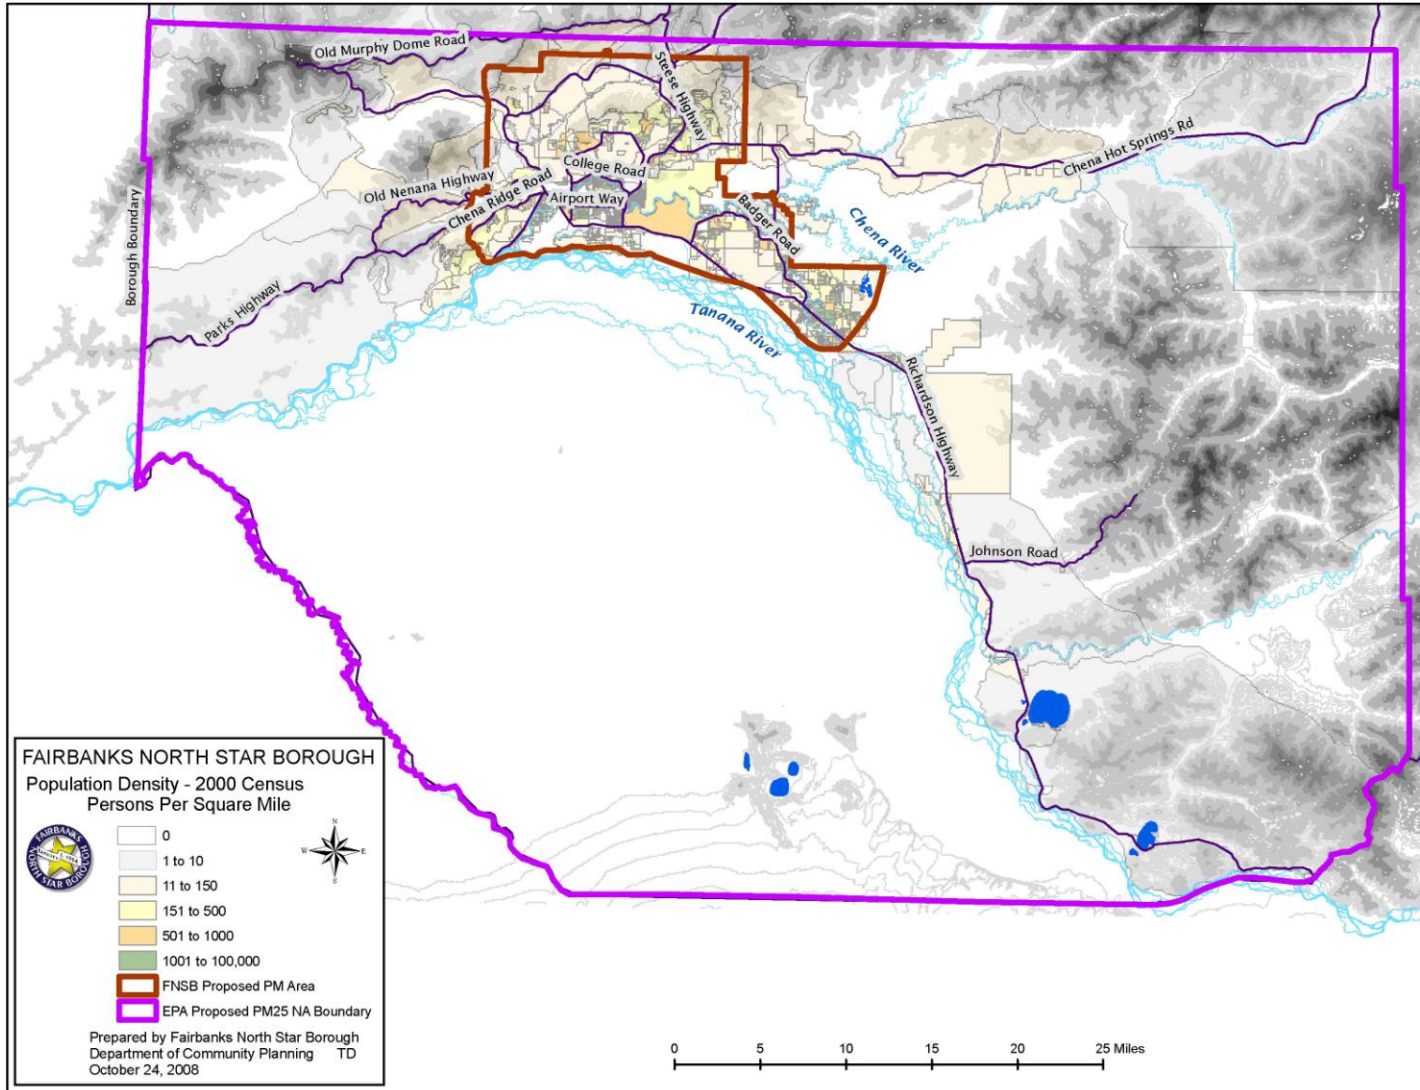 Old Murphy Dome Road
Steese Highway
Chena Hot Springs Rd
College Road
Old Nenana Highway
Chena Ridge Road
Airport Way
Badger Road
Chena River
Borough Boundary
Parks Highway
Tanana River
Richardson Highway
Johnson Road
FAIRBANKS NORTH STAR BOROUGH
Population Density - 2000 Census
Persons Per Square Mile
FAIRBANKS
NORTH STAR BOROUGH
N
W E
S
0
1 to 10
11 to 150
151 to 500
501 to 1000
1001 to 100,000
FNSB Proposed PM Area
EPA Proposed PM25 NA Boundary
Prepared by Fairbanks North Star Borough
Department of Community Planning TD
October 24, 2008
0 5 10 15 20 25 Miles